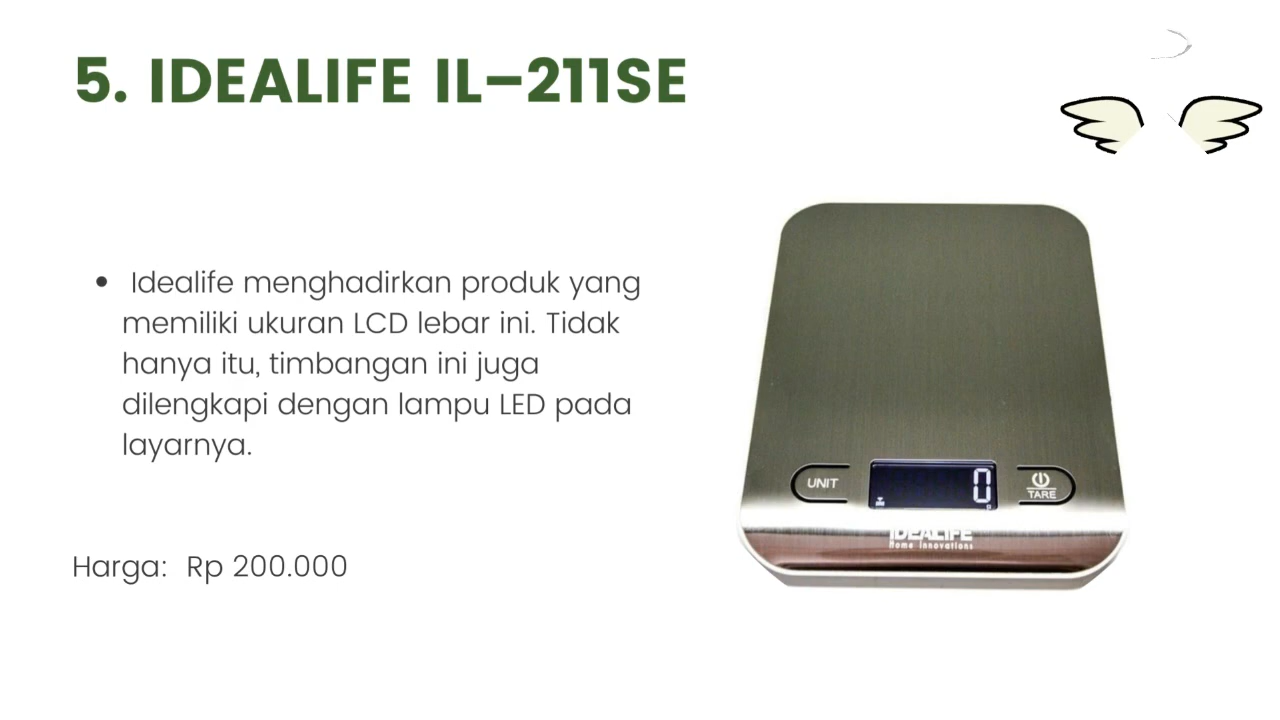 5. IDEALIFE IL–211SE
• Idealife menghadirkan produk yang
memiliki ukuran LCD lebar ini. Tidak
hanya itu, timbangan ini juga
dilengkapi dengan lampu LED pada
layarnya.
Harga: Rp 200.000
UNIT
0
TARE
IDEALIFE
Home Innovations